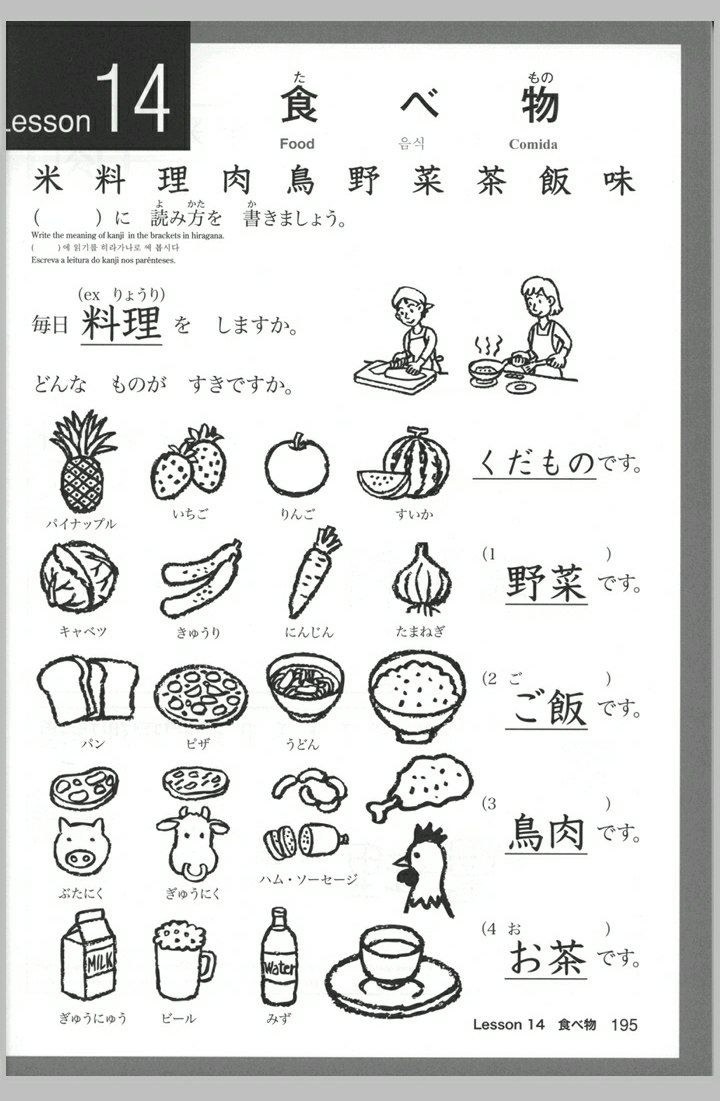 Lesson 14
た もの
食べ物
Food 음식 Comida
米 料 理 肉 鳥 野 菜 茶 飯 味
よ かた か
( )に 読み方を 書きましょう。
Write the meaning of kanji in the brackets in hiragana.
( )에 읽기를 히라가나로 써 봅시다
Escreva a leitura do kanji nos parênteses.
(ex りょうり)
毎日 料理 を しますか。
どんな ものが すきですか。
くだものです。
パイナップル いちご りんご すいか
(1 )
野菜 です。
キャベツ きゅうり にんじん たまねぎ
(2 ご )
ご飯 です。
パン ピザ うどん
(3 )
鳥肉 です。
ぶたにく ぎゅうにく ハム・ソーセージ
(4 お )
お茶 です。
MILK
Water
ぎゅうにゅう ビール みず
Lesson 14 食べ物 195